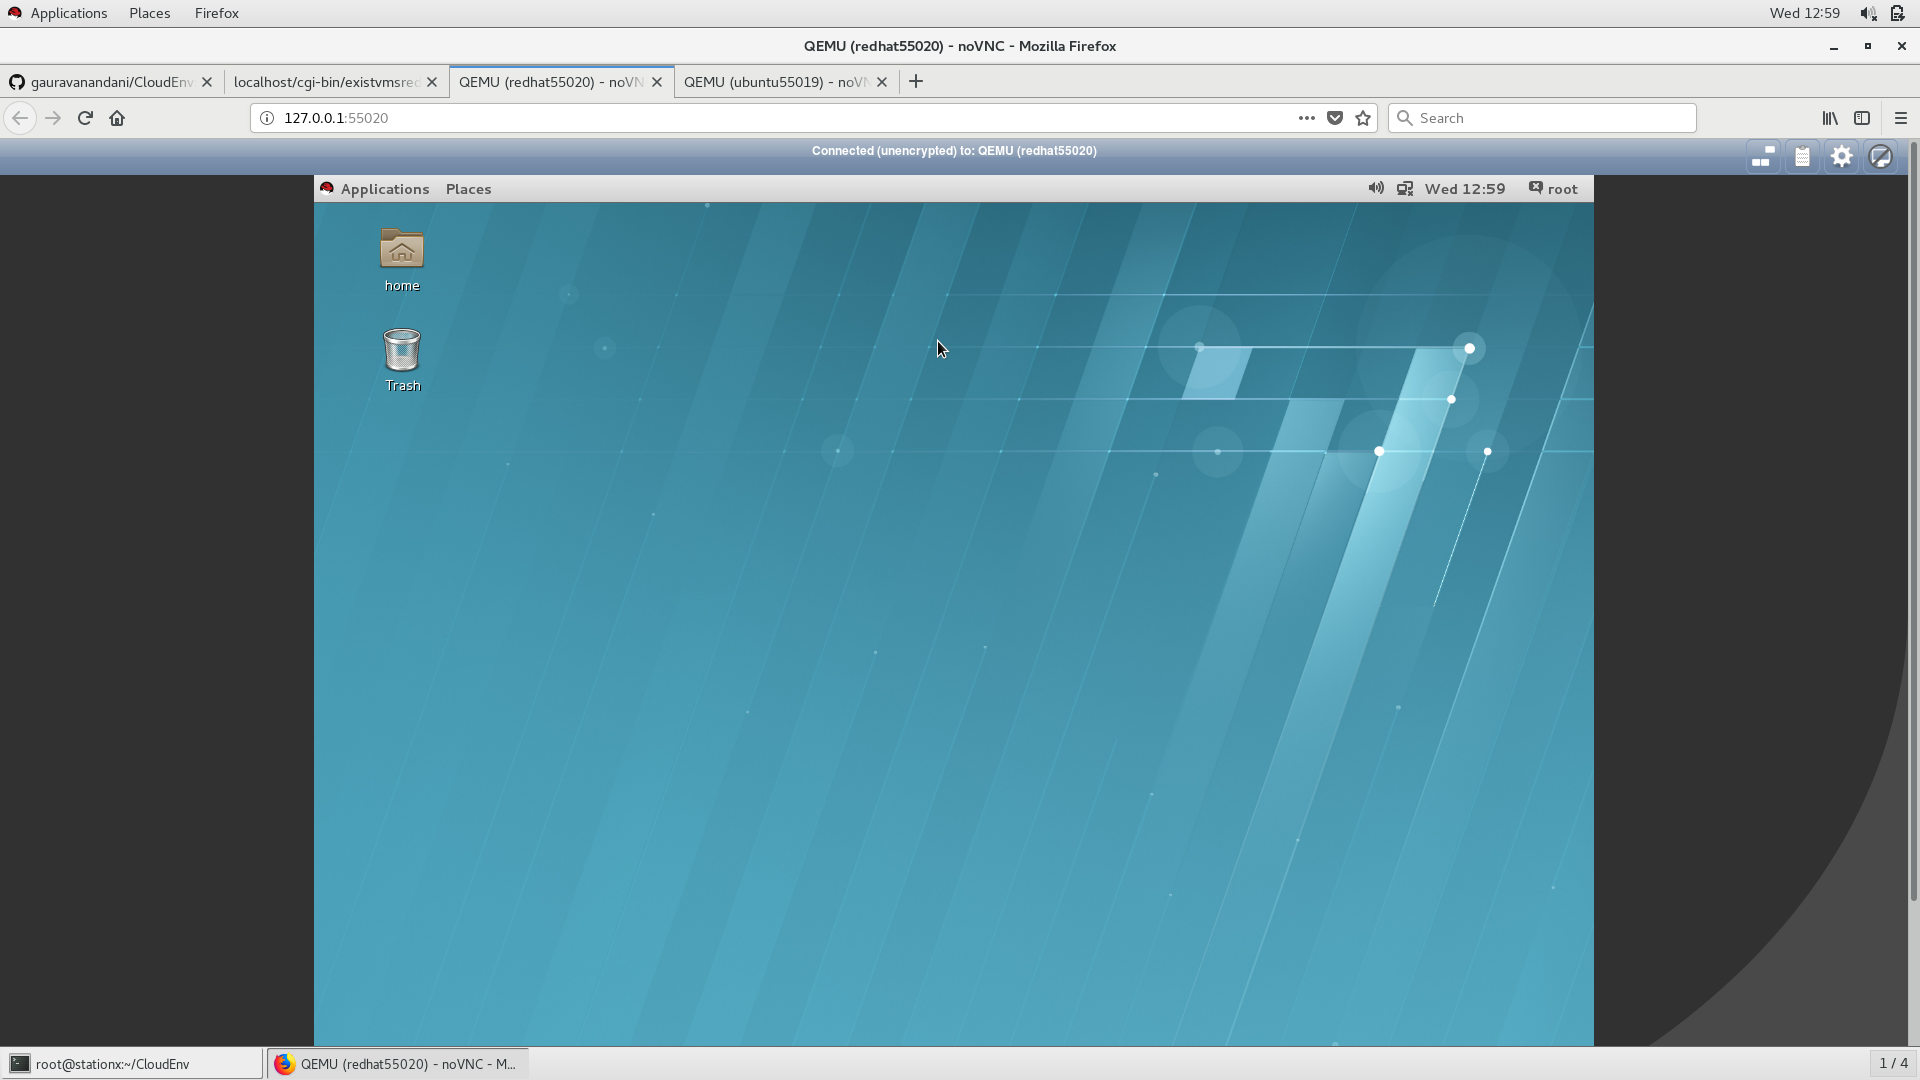 Applications Places Firefox Wed 12:59
QEMU (redhat55020) - noVNC - Mozilla Firefox
gauravanandani/CloudEnv localhost/cgi-bin/existvmsred QEMU (redhat55020) - noVN QEMU (ubuntu55019) - noVN
127.0.0.1:55020 Search
Connected (unencrypted) to: QEMU (redhat55020)
Applications Places Wed 12:59 root
home
Trash
root@stationx:~/CloudEnv QEMU (redhat55020) - noVNC - M... 1 / 4